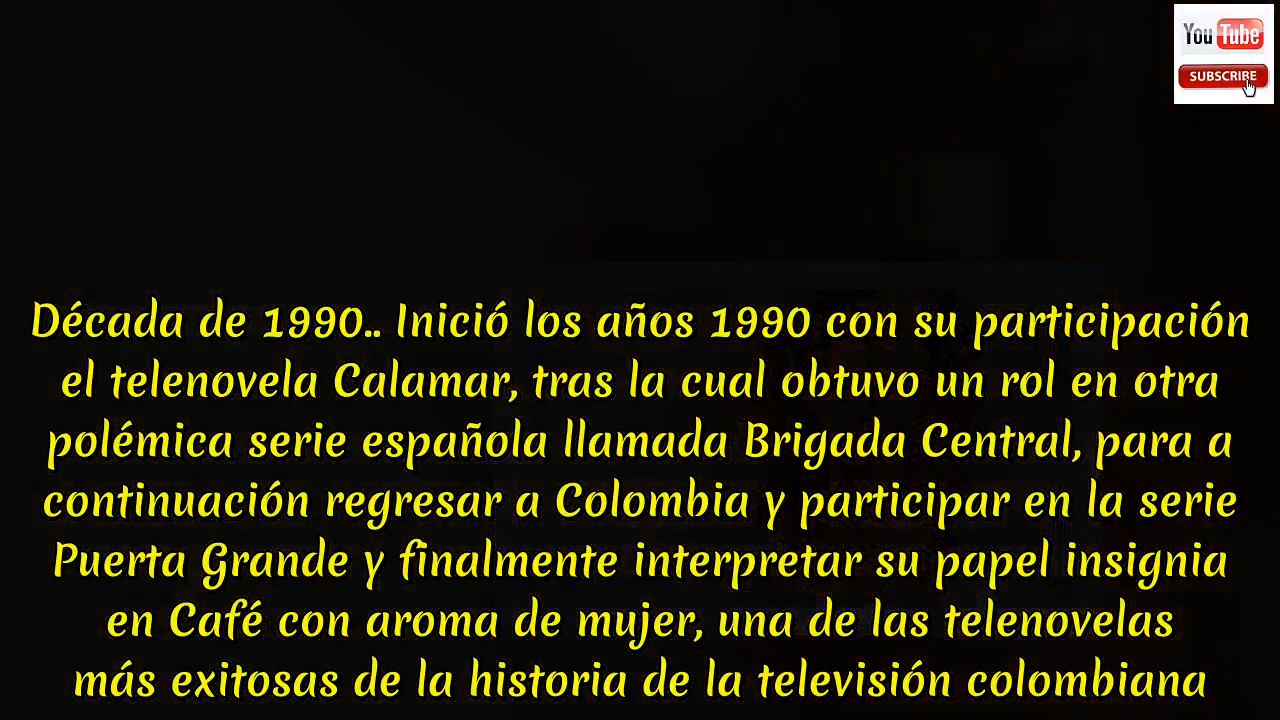 You Tube
SUBSCRIBE
Década de 1990.. Inició los años 1990 con su participación
el telenovela Calamar, tras la cual obtuvo un rol en otra
polémica serie española llamada Brigada Central, para a
continuación regresar a Colombia y participar en la serie
Puerta Grande y finalmente interpretar su papel insignia
en Café con aroma de mujer, una de las telenovelas
más exitosas de la historia de la televisión colombiana